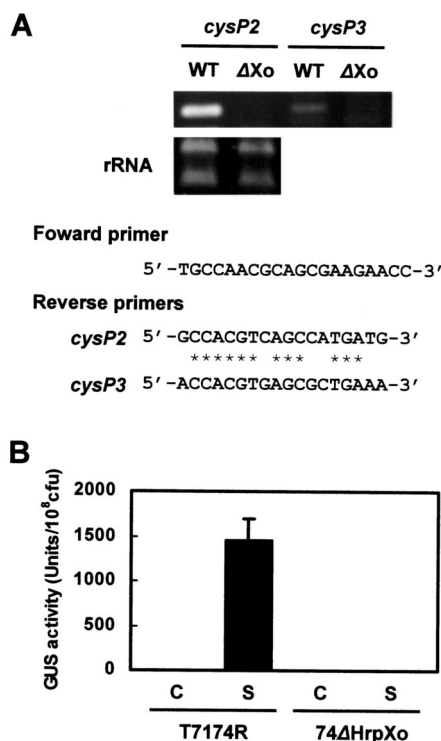 A
cysP2 cysP3
WT ΔXo WT ΔXo
rRNA
Foward primer
5'-TGCCAACGCAGCGAAGAACC-3'
Reverse primers
cysP2 5'-GCCACGTCAGCCATGATG-3'
****** *** ***
cysP3 5'-ACCACGTGAGCGCTGAAA-3'
B
GUS activity (Units/10⁸cfu)
2000
1500
1000
500
0
C S C S
T7174R 74ΔHrpXo